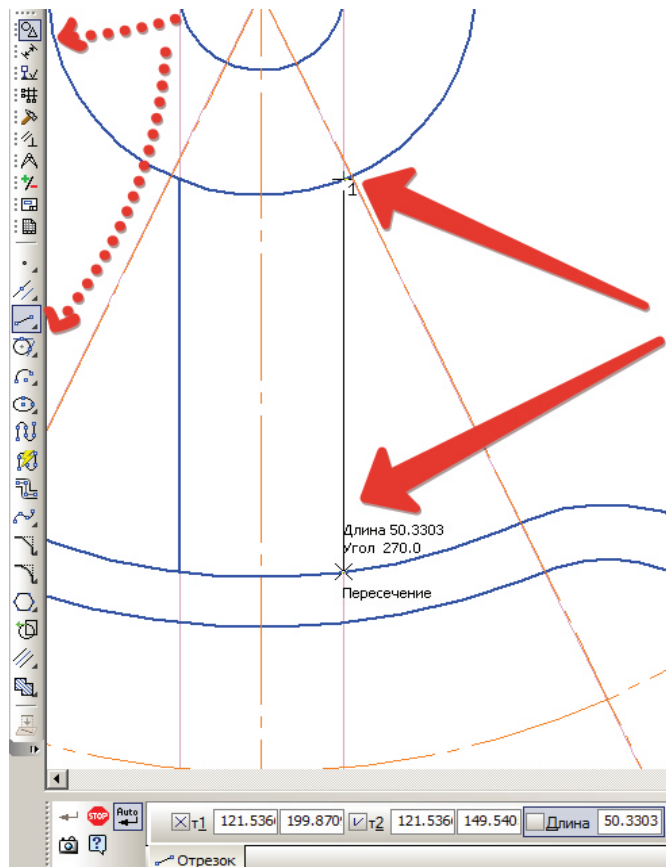 1
Длина 50.3303
Угол 270.0
Пересечение
STOP
Auto
т1 121.536 199.870 т2 121.536 149.540 Длина 50.3303
Отрезок